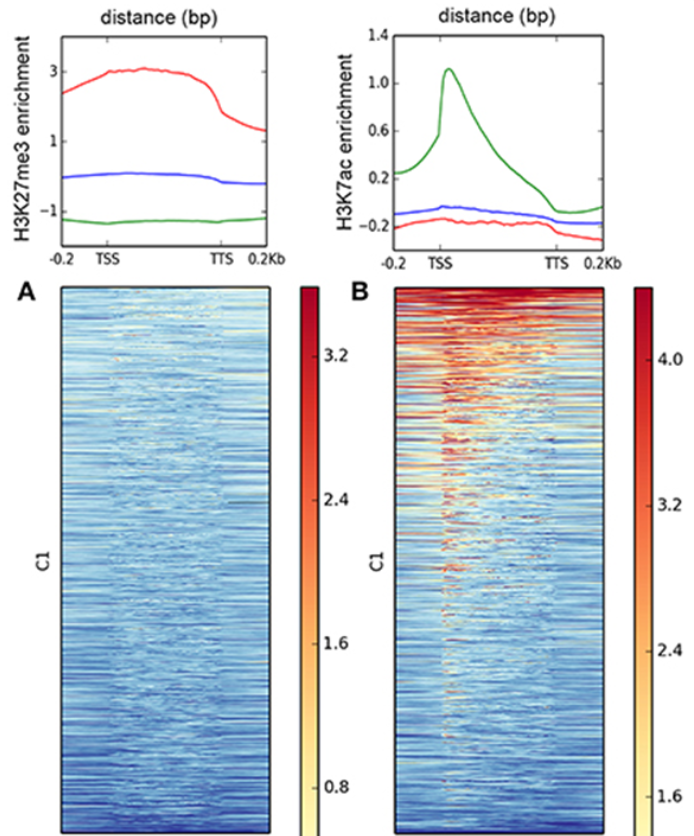 distance (bp)
H3K27me3 enrichment
3
1
−1
-0.2 TSS TTS 0.2Kb
distance (bp)
H3K7ac enrichment
1.4
1.0
0.6
0.2
−0.2
-0.2 TSS TTS 0.2Kb
A
C1
3.2
2.4
1.6
0.8
B
C1
4.0
3.2
2.4
1.6